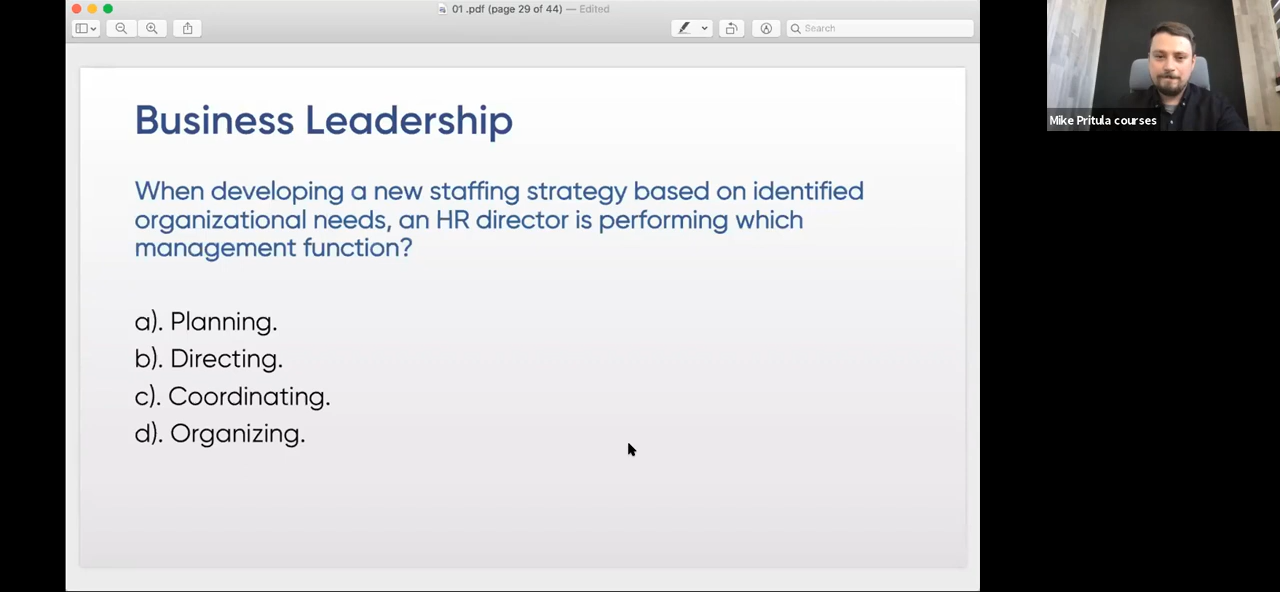 01 .pdf (page 29 of 44) — Edited
Search
Business Leadership
When developing a new staffing strategy based on identified
organizational needs, an HR director is performing which
management function?
a). Planning.
b). Directing.
c). Coordinating.
d). Organizing.
Mike Pritula courses